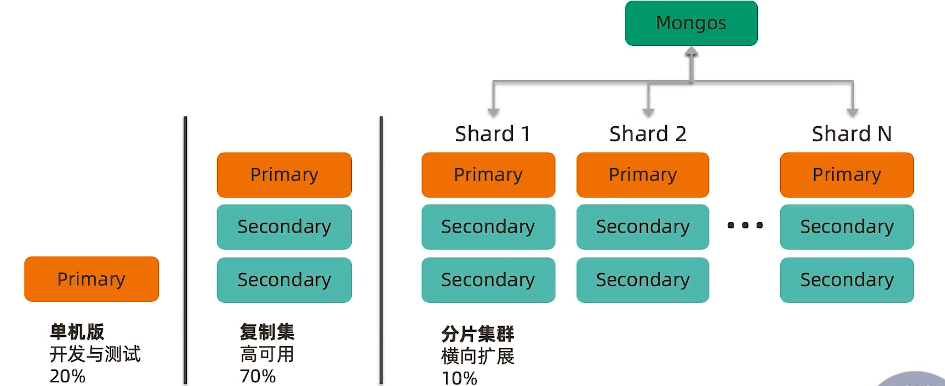 Mongos
Shard 1
Shard 2
Shard N
Primary
Primary
Primary
Primary
Secondary
Secondary
Secondary
Secondary
•••
Primary
Secondary
Secondary
Secondary
Secondary
单机版
开发与测试
20%
复制集
高可用
70%
分片集群
横向扩展
10%